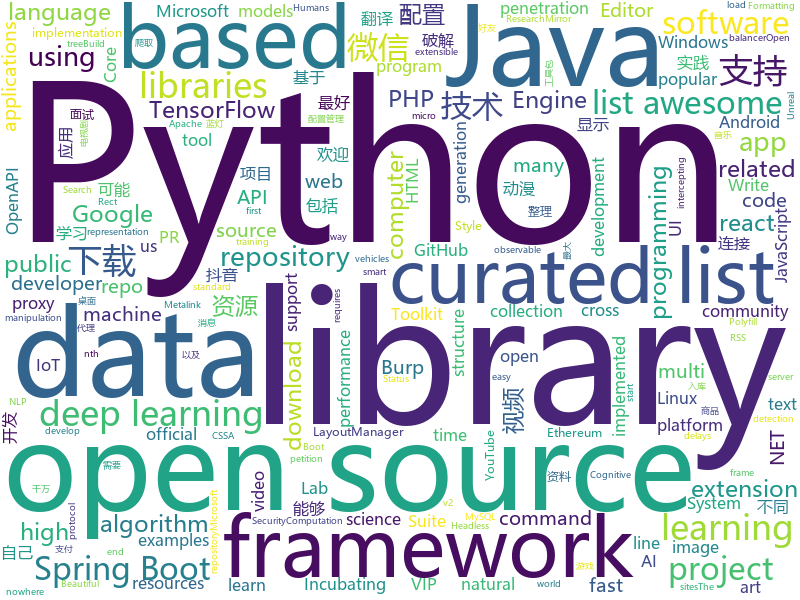 language Microsoft models 翻译 配置 penetration Editor
Humans load Formatting
爬取 好友 ResearchMirror
implementation treeBuild Core
微信 破解 extensible balancerOpen
based Java software
applications using libraries program Windows 实践 popular 支持
基于 工具包
TensorFlow 最好 PHP 技术 Engine list awesome
面试 电视剧 应用 Apache 蓝灯 配置管理 显示 Android Unreal
tool 欢迎 micro
Python
OpenAPI 项目 computer generation many web HTML 动漫 Write related app
可能 API 包括 整理 code
Search Rect intercepting
Google source development programming UI react JavaScript
学习 representation PR us first Style 音乐
training GitHub 连接
public 下载 repository curated list
developer repo 抖音 way vehicles observable 最大
standard smart
proxy machine 资源 support Toolkit collection cross community
manipulation Metalink 桌面 代理 消息 requires structure Polyfill RSS
IoT nth 以及 Burp open implemented multi platform 入库 server
data library
download performance 视频 Linux
NLP deep learning easy start text
开发 official time Ethereum 商品 detection
develop CSSA Status LayoutManager YouTube NET
open source
Boot 需要 petition 资料 Cognitive delays
干万 frame
high video framework System 不同 extension
algorithm 能够 Lab Suite science command 游戏 learning
repositoryMicrosoft protocol SecurityComputation v2 MySQL Headless line image AI
自己 examples
Spring Boot project
支付 end resources learn Incubating VIP natural fast art
nowhere Beautiful world sitesThe